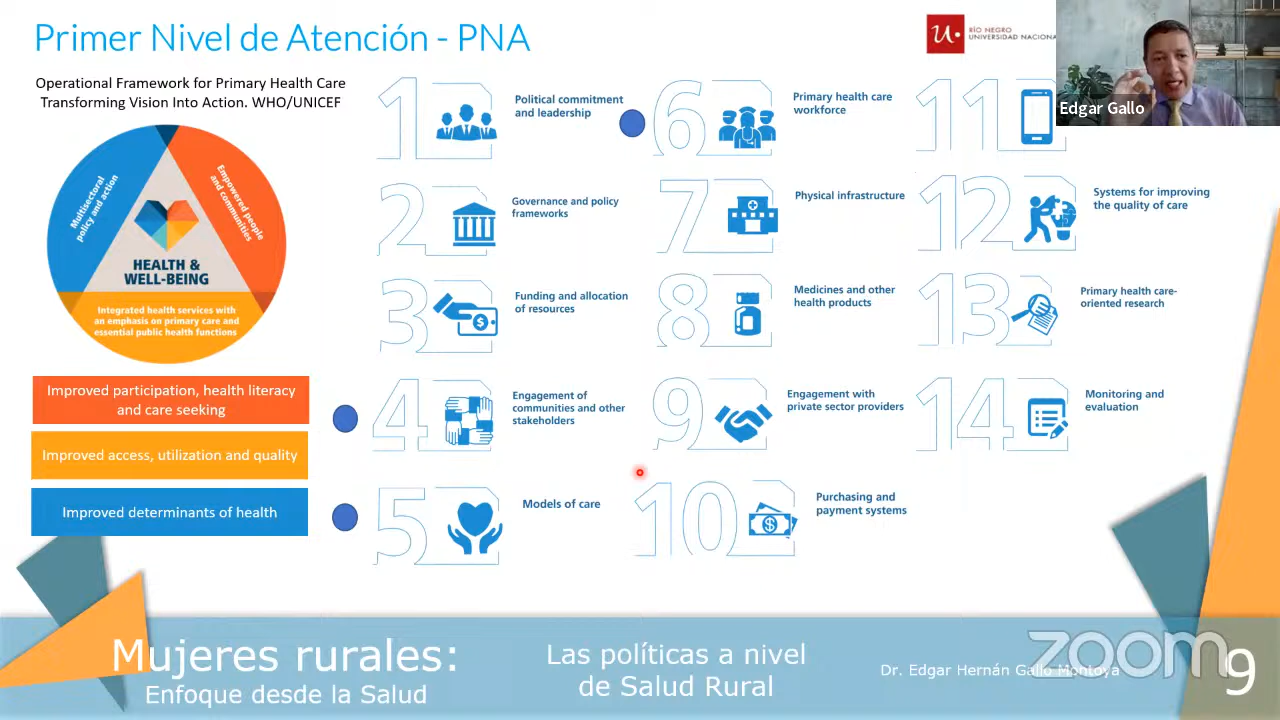 Primer Nivel de Atención - PNA
Operational Framework for Primary Health Care
Transforming Vision Into Action. WHO/UNICEF
Multisectoral
policy and action
Empowered people
and communities
HEALTH &
WELL-BEING
Integrated health services with
an emphasis on primary care and
essential public health functions
Improved participation, health literacy
and care seeking
Improved access, utilization and quality
Improved determinants of health
1
Political commitment
and leadership
2
Governance and policy
frameworks
3
Funding and allocation
of resources
4
Engagement of
communities and other
stakeholders
5
Models of care
6
Primary health care
workforce
7
Physical infrastructure
8
Medicines and other
health products
9
Engagement with
private sector providers
10
Purchasing and
payment systems
11
12
Systems for improving
the quality of care
13
Primary health care-
oriented research
14
Monitoring and
evaluation
u.
RÍO NEGRO
UNIVERSIDAD NACIONA
Edgar Gallo
Mujeres rurales:
Enfoque desde la Salud
Las políticas a nivel
de Salud Rural
Dr. Edgar Hernán Gallo Montoya
zoom
9